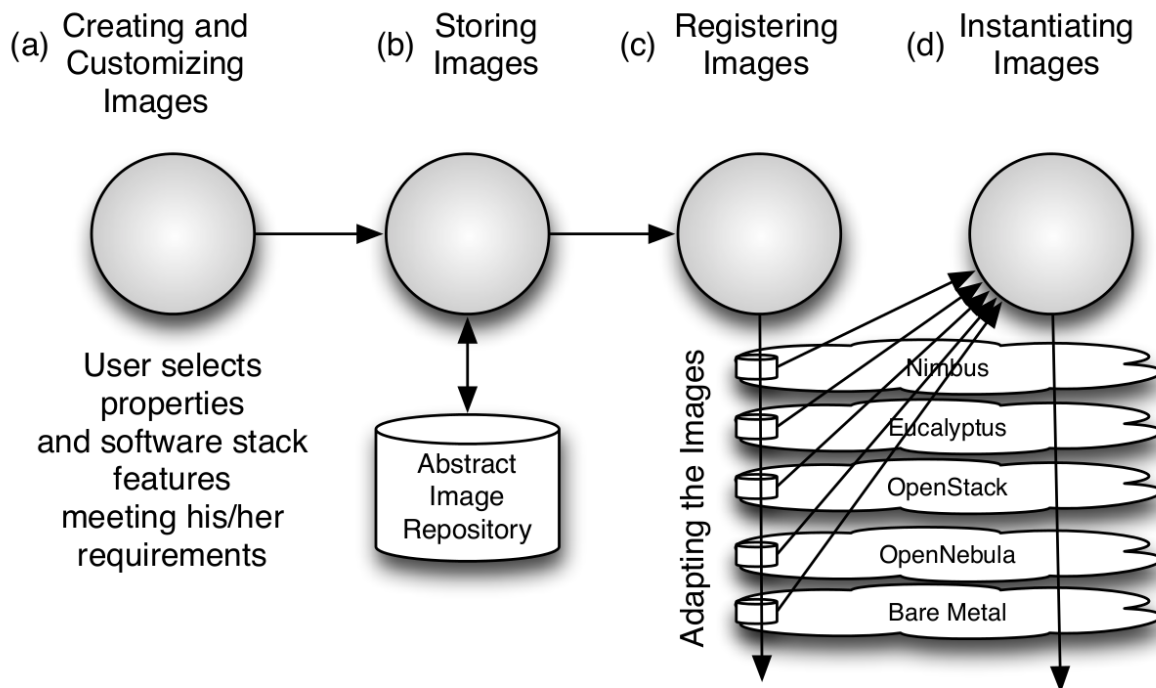 (a) Creating and
Customizing
Images
(b) Storing
Images
(c) Registering
Images
(d) Instantiating
Images
User selects
properties
and software stack
features
meeting his/her
requirements
Abstract
Image
Repository
Adapting the Images
Nimbus
Eucalyptus
OpenStack
OpenNebula
Bare Metal